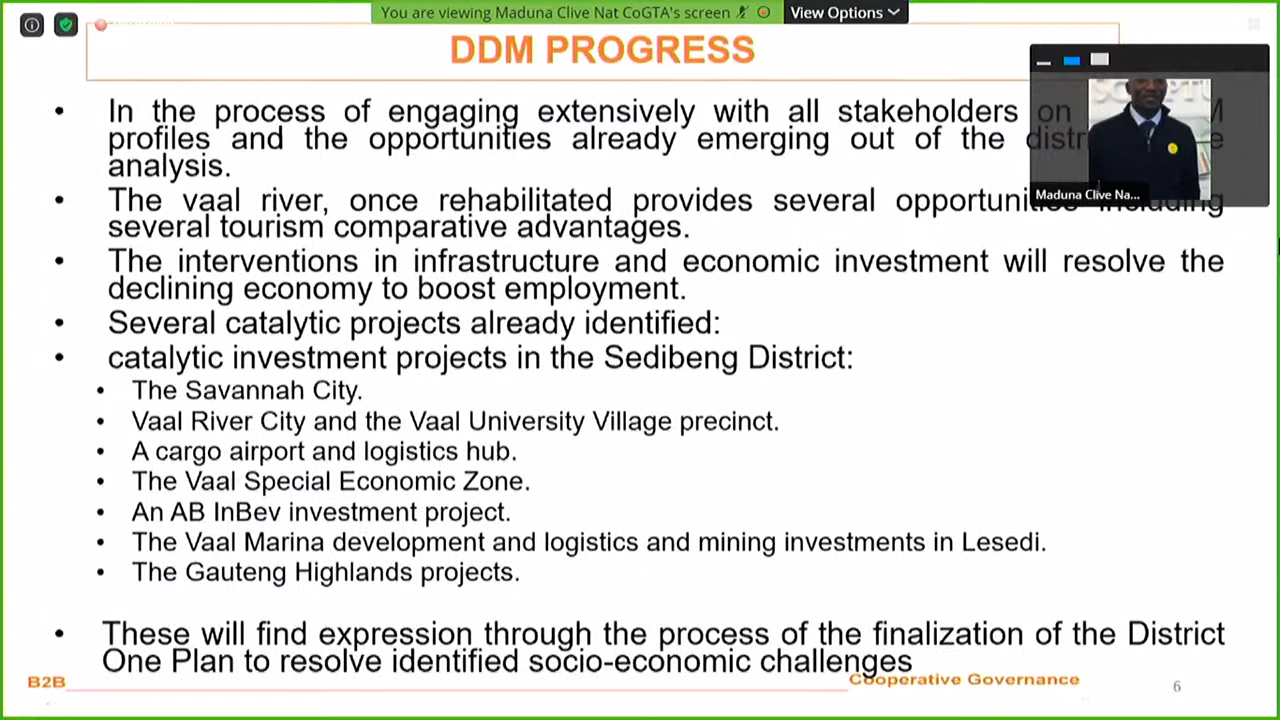 You are viewing Maduna Clive Nat CoGTA's screen
View Options
DDM PROGRESS
• In the process of engaging extensively with all stakeholders on
profiles and the opportunities already emerging out of the
analysis.
• The vaal river, once rehabilitated provides several opportunities including
several tourism comparative advantages.
• The interventions in infrastructure and economic investment will resolve the
declining economy to boost employment.
• Several catalytic projects already identified:
• catalytic investment projects in the Sedibeng District:
• The Savannah City.
• Vaal River City and the Vaal University Village precinct.
• A cargo airport and logistics hub.
• The Vaal Special Economic Zone.
• An AB InBev investment project.
• The Vaal Marina development and logistics and mining investments in Lesedi.
• The Gauteng Highlands projects.
• These will find expression through the process of the finalization of the District
One Plan to resolve identified socio-economic challenges
B2B
Cooperative Governance
6
Maduna Clive Na...